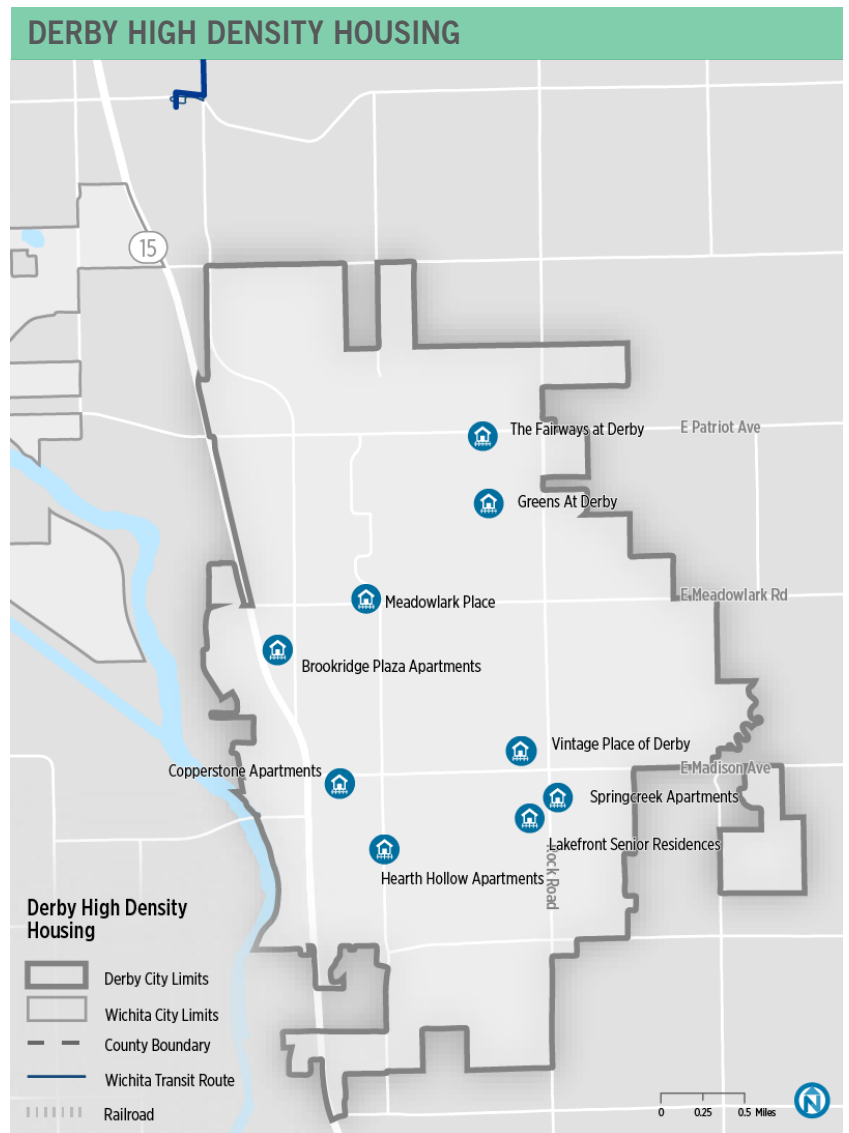 DERBY HIGH DENSITY HOUSING
15
The Fairways at Derby
E Patriot Ave
Greens At Derby
E Meadowlark Rd
Meadowlark Place
Brookridge Plaza Apartments
Vintage Place of Derby
E Madison Ave
Copperstone Apartments
Springcreek Apartments
Lakefront Senior Residences
Rock Road
Hearth Hollow Apartments
Derby High Density
Housing
Derby City Limits
Wichita City Limits
County Boundary
Wichita Transit Route
Railroad
0 0.25 0.5 Miles
N